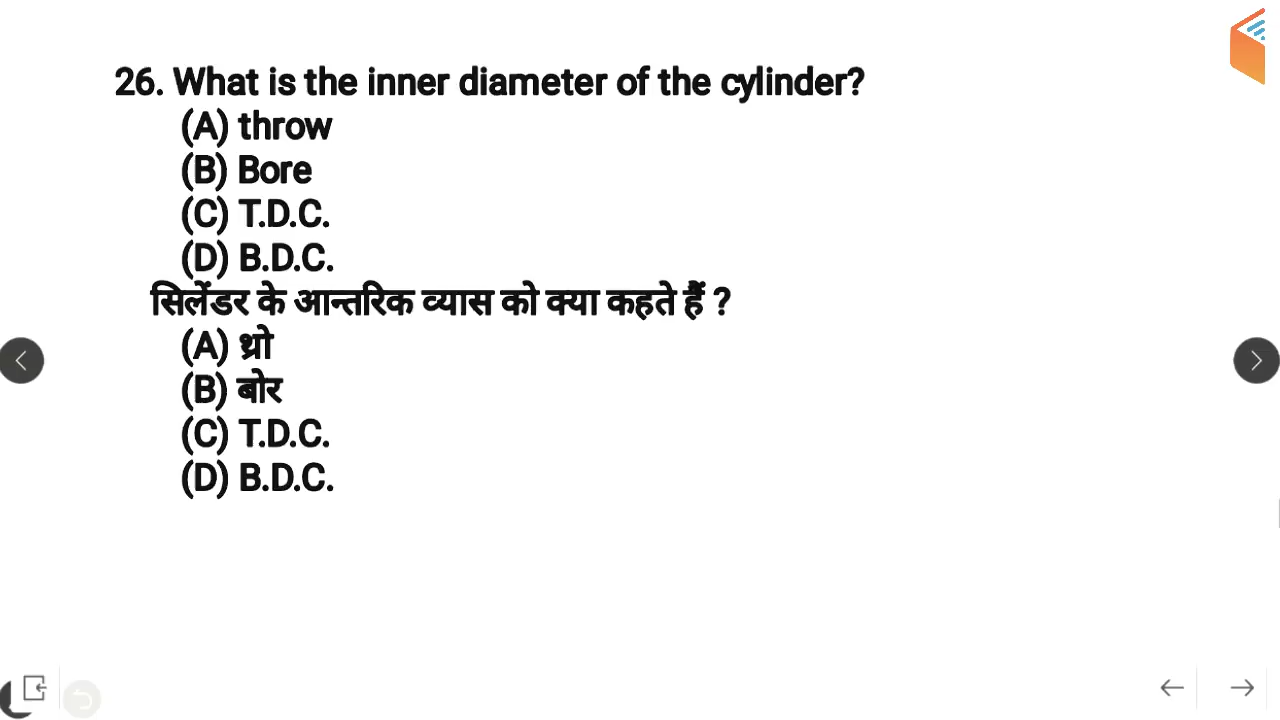 26. What is the inner diameter of the cylinder?
(A) throw
(B) Bore
(C) T.D.C.
(D) B.D.C.
सिलेंडर के आन्तरिक व्यास को क्या कहते हैं ?
(A) थ्रो
(B) बोर
(C) T.D.C.
(D) B.D.C.